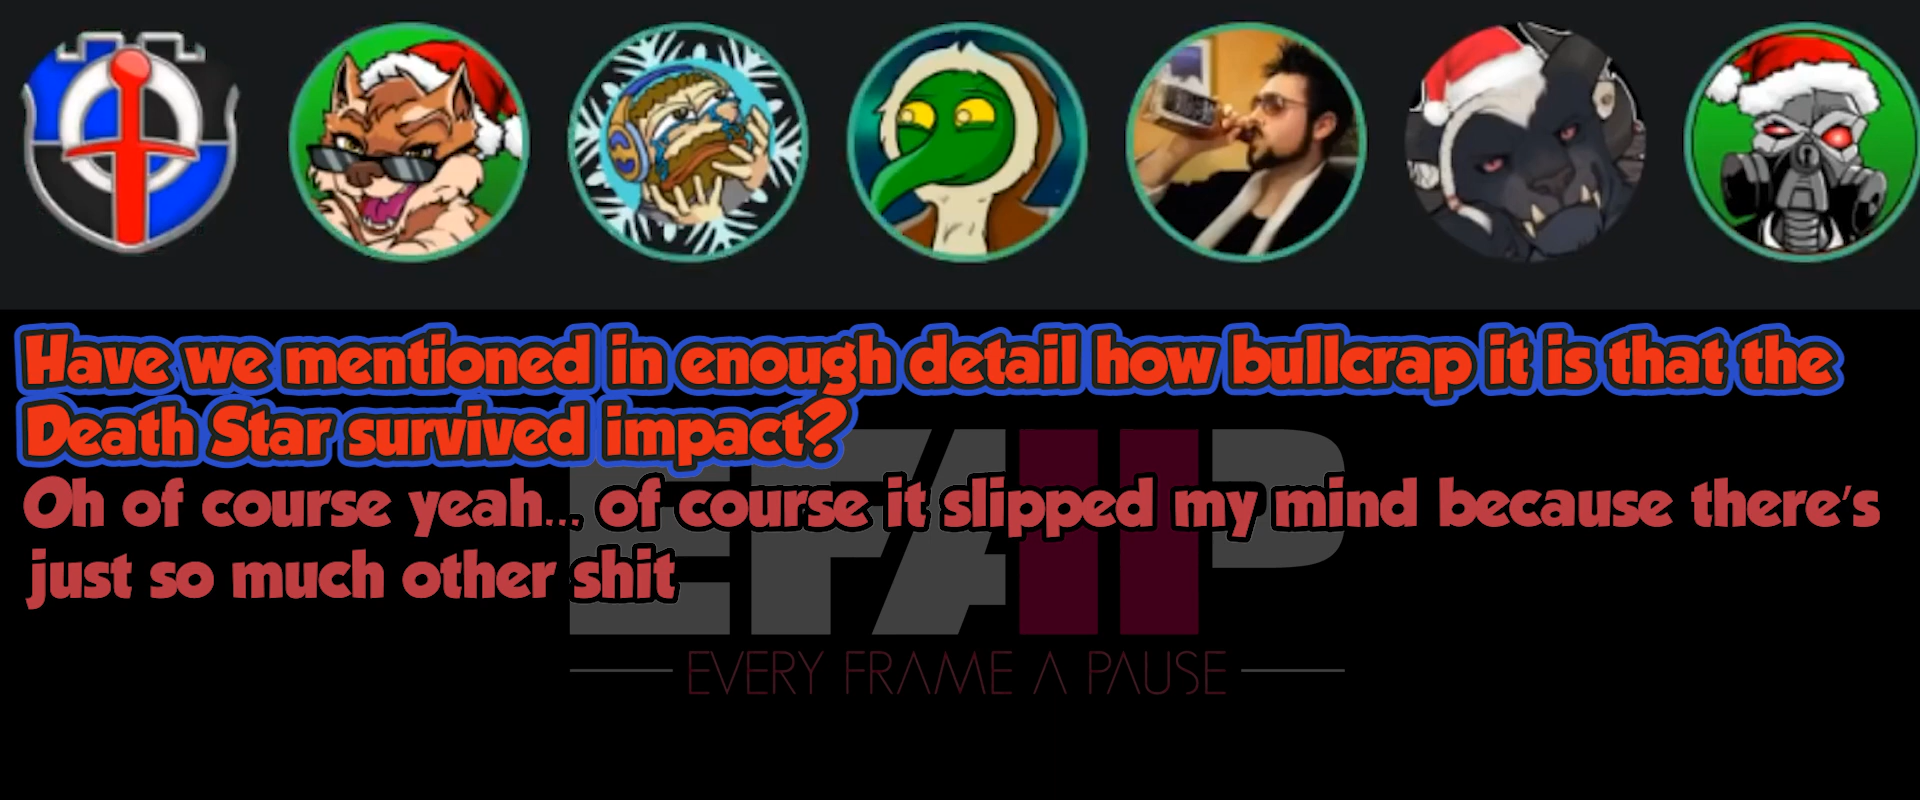 Have we mentioned in enough detail how bullcrap it is that the
Death Star survived impact?
Oh of course yeah... of course it slipped my mind because there's
just so much other shit
EFAP
EVERY FRAME A PAUSE